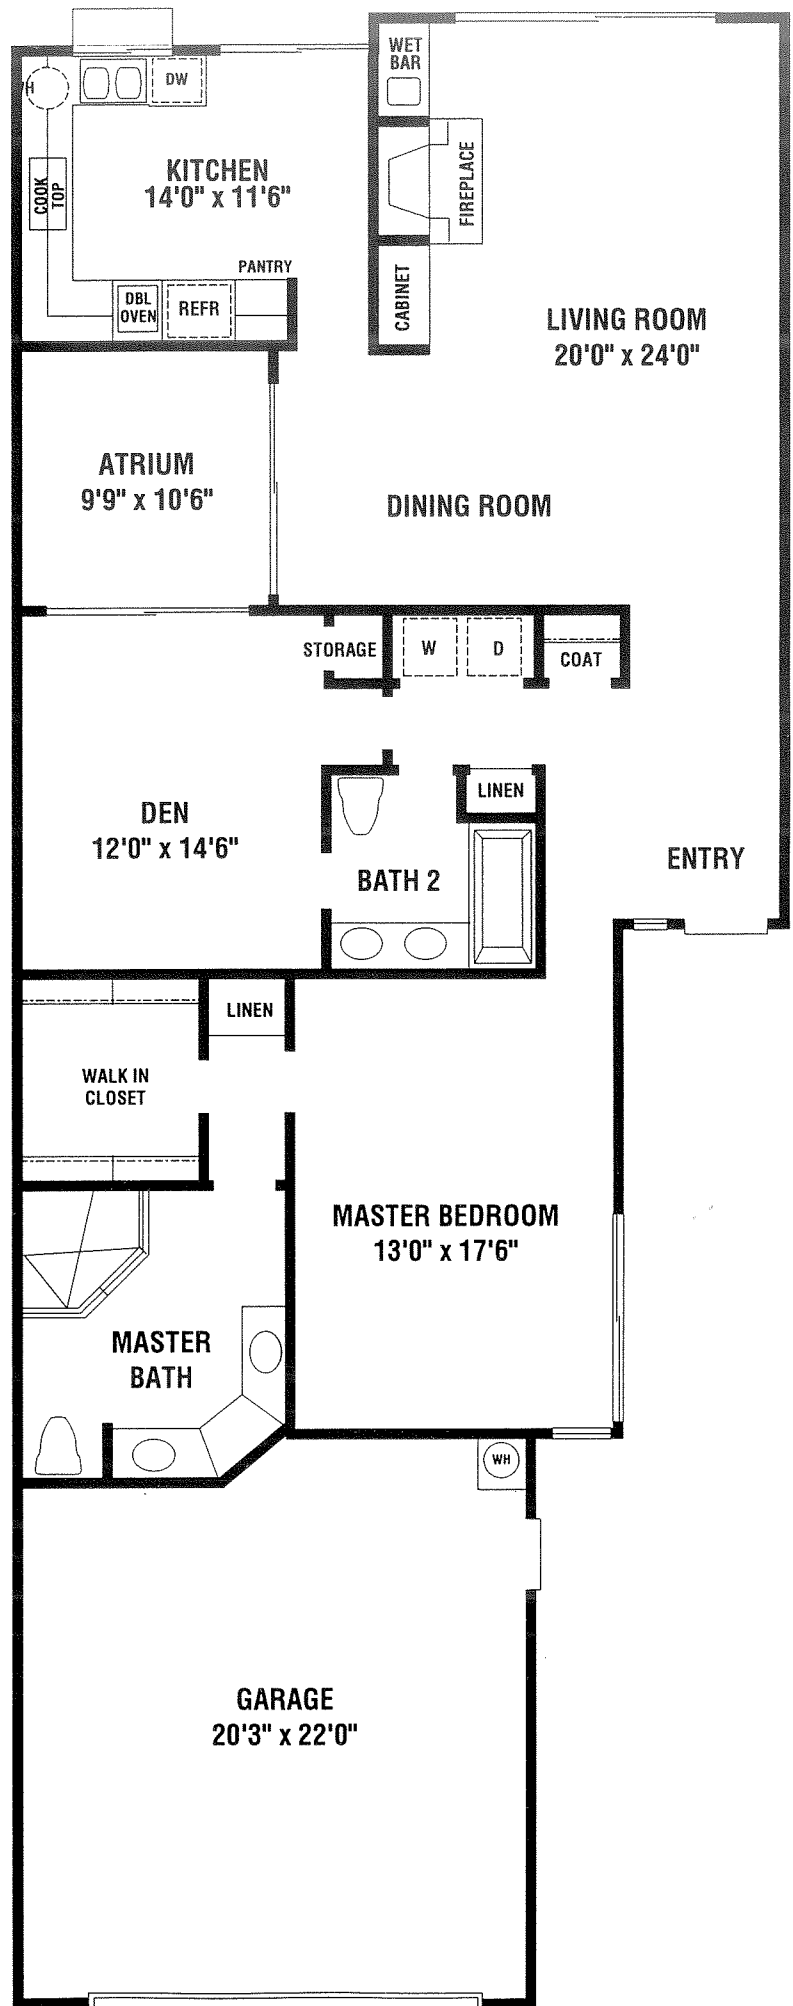 WET
BAR
DW
KITCHEN
14'0" x 11'6"
COOK
TOP
FIREPLACE
PANTRY
CABINET
DBL
OVEN
REFR
LIVING ROOM
20'0" x 24'0"
ATRIUM
9'9" x 10'6"
DINING ROOM
STORAGE
W
D
COAT
LINEN
DEN
12'0" x 14'6"
ENTRY
BATH 2
LINEN
WALK IN
CLOSET
MASTER BEDROOM
13'0" x 17'6"
MASTER
BATH
WH
GARAGE
20'3" x 22'0"